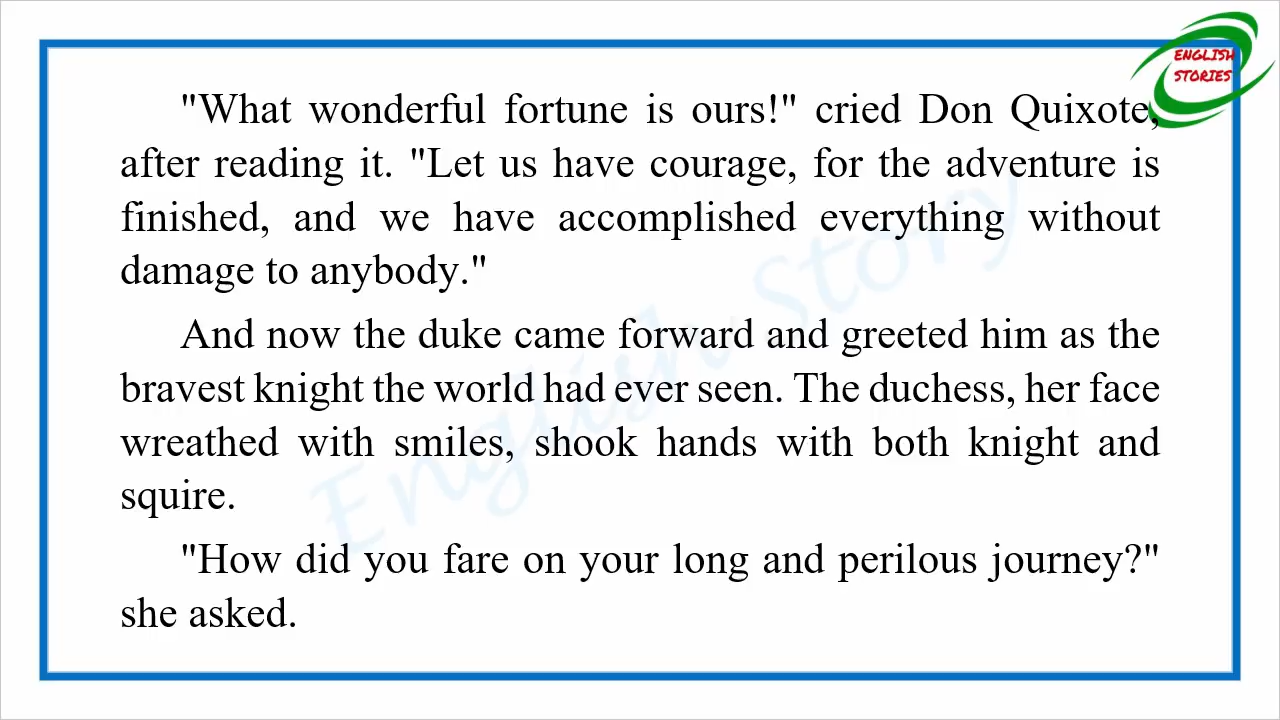 ENGLISH
STORIES
"What wonderful fortune is ours!" cried Don Quixote,
after reading it. "Let us have courage, for the adventure is
finished, and we have accomplished everything without
damage to anybody."
And now the duke came forward and greeted him as the
bravest knight the world had ever seen. The duchess, her face
wreathed with smiles, shook hands with both knight and
squire.
"How did you fare on your long and perilous journey?"
she asked.
English Story